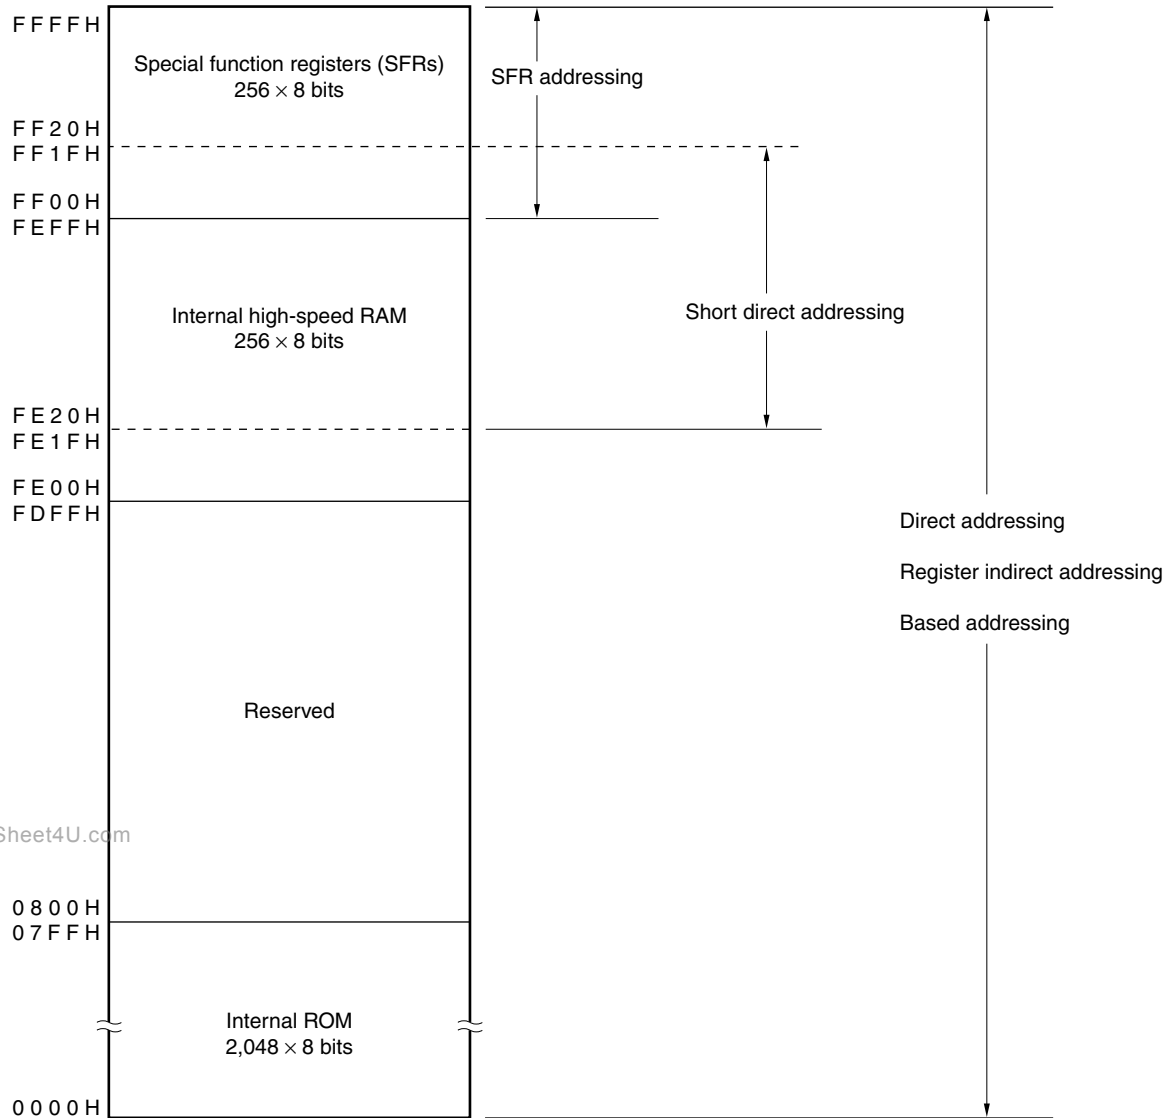 FFFFH
Special function registers (SFRs)
256 × 8 bits
SFR addressing
FF20H
FF1FH
FF00H
FEFFH
Internal high-speed RAM
256 × 8 bits
Short direct addressing
FE20H
FE1FH
FE00H
FDFFH
Direct addressing
Register indirect addressing
Based addressing
Reserved
Sheet4U.com
0800H
07FFH
Internal ROM
2,048 × 8 bits
0000H